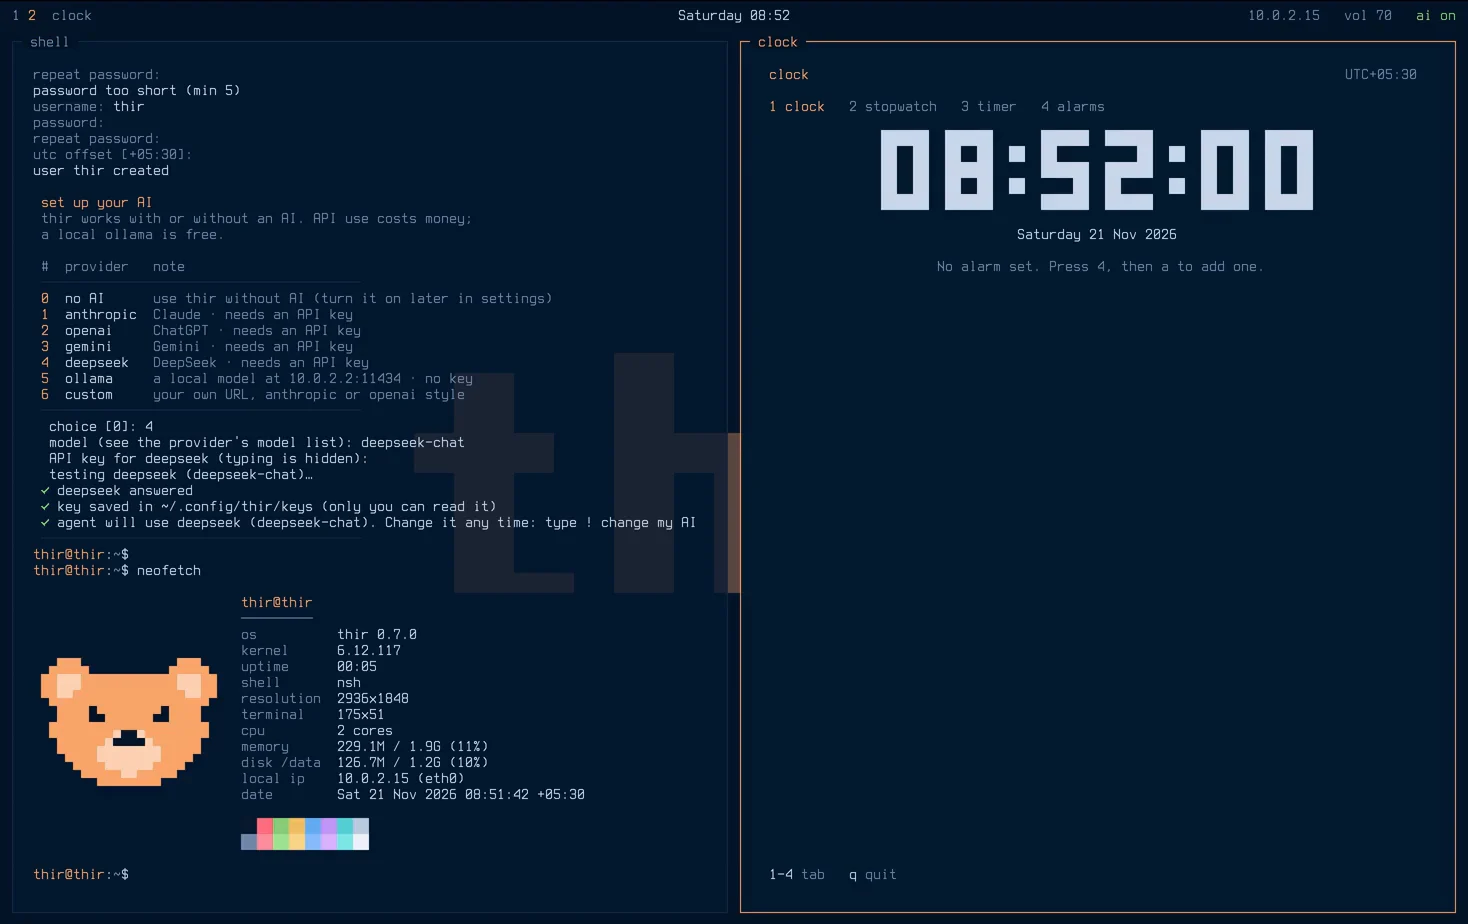 1 2 clock
Saturday 08:52
10.0.2.15 vol 70 ai on
shell
repeat password:
password too short (min 5)
username: thir
password:
repeat password:
utc offset [+05:30]:
user thir created
set up your AI
thir works with or without an AI. API use costs money;
a local ollama is free.
# provider note
0 no AI use thir without AI (turn it on later in settings)
1 anthropic Claude · needs an API key
2 openai ChatGPT · needs an API key
3 gemini Gemini · needs an API key
4 deepseek DeepSeek · needs an API key
5 ollama a local model at 10.0.2.2:11434 · no key
6 custom your own URL, anthropic or openai style
choice [0]: 4
model (see the provider's model list): deepseek-chat
API key for deepseek (typing is hidden):
testing deepseek (deepseek-chat)…
✓ deepseek answered
✓ key saved in ~/.config/thir/keys (only you can read it)
✓ agent will use deepseek (deepseek-chat). Change it any time: type ! change my AI
thir@thir:~$
thir@thir:~$ neofetch
thir@thir
os thir 0.7.0
kernel 6.12.117
uptime 00:05
shell nsh
resolution 2936x1848
terminal 175x51
cpu 2 cores
memory 229.1M / 1.9G (11%)
disk /data 126.7M / 1.2G (10%)
local ip 10.0.2.15 (eth0)
date Sat 21 Nov 2026 08:51:42 +05:30
thir@thir:~$
th
clock
clock UTC+05:30
1 clock 2 stopwatch 3 timer 4 alarms
08:52:00
Saturday 21 Nov 2026
No alarm set. Press 4, then a to add one.
1-4 tab q quit